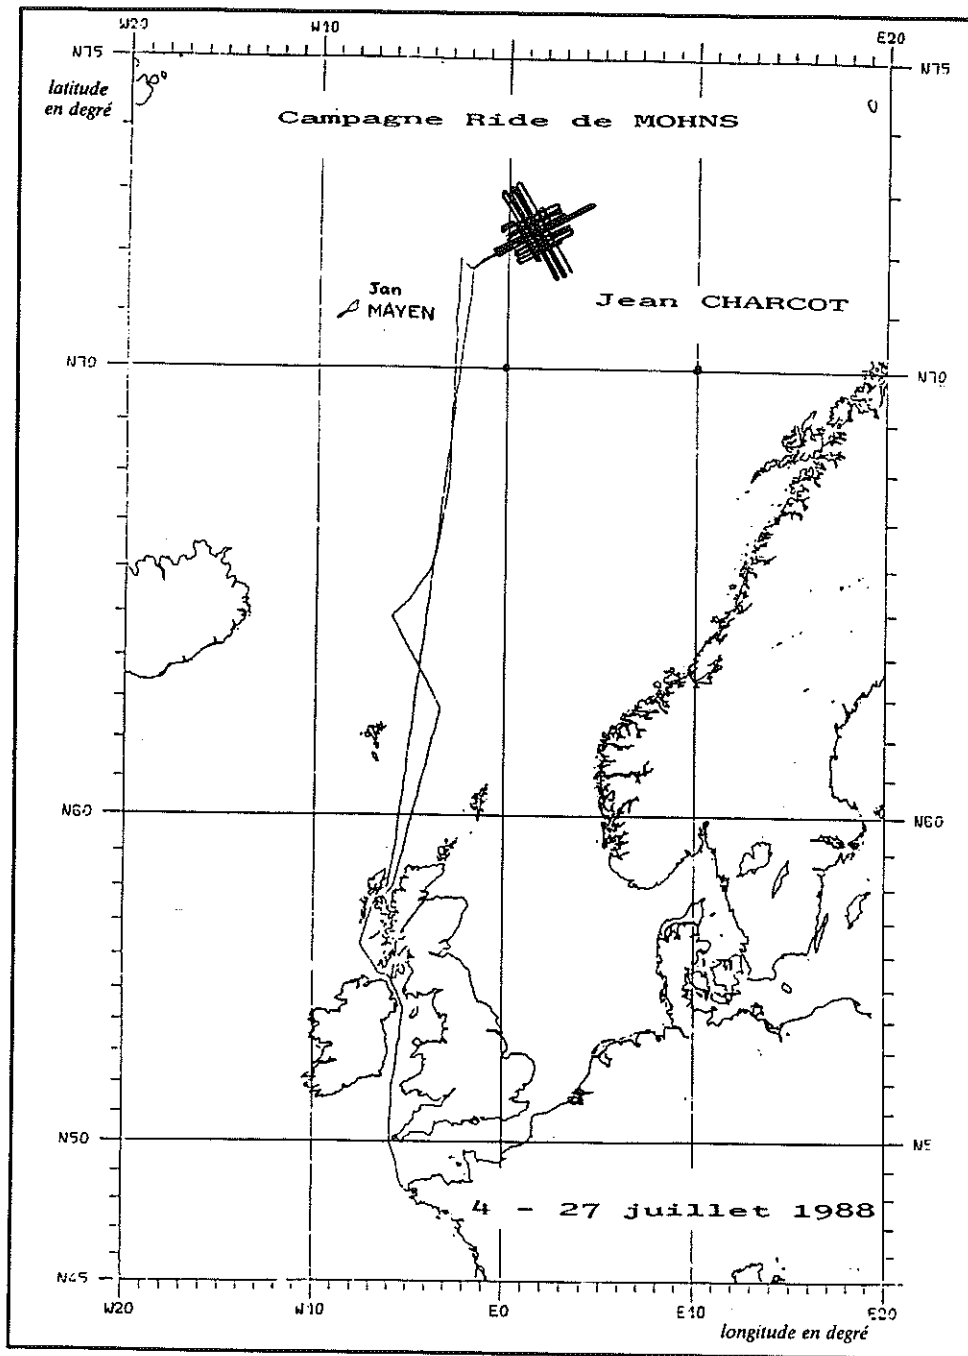 W20 W10 E20
N75 N75
latitude
en degré
Campagne Ride de MOHNS
Jan
MAYEN
Jean CHARCOT
N70 N70
N60 N60
N50 N5
4 - 27 juillet 1988
N45
W20 W10 E0 E10 E20
longitude en degré